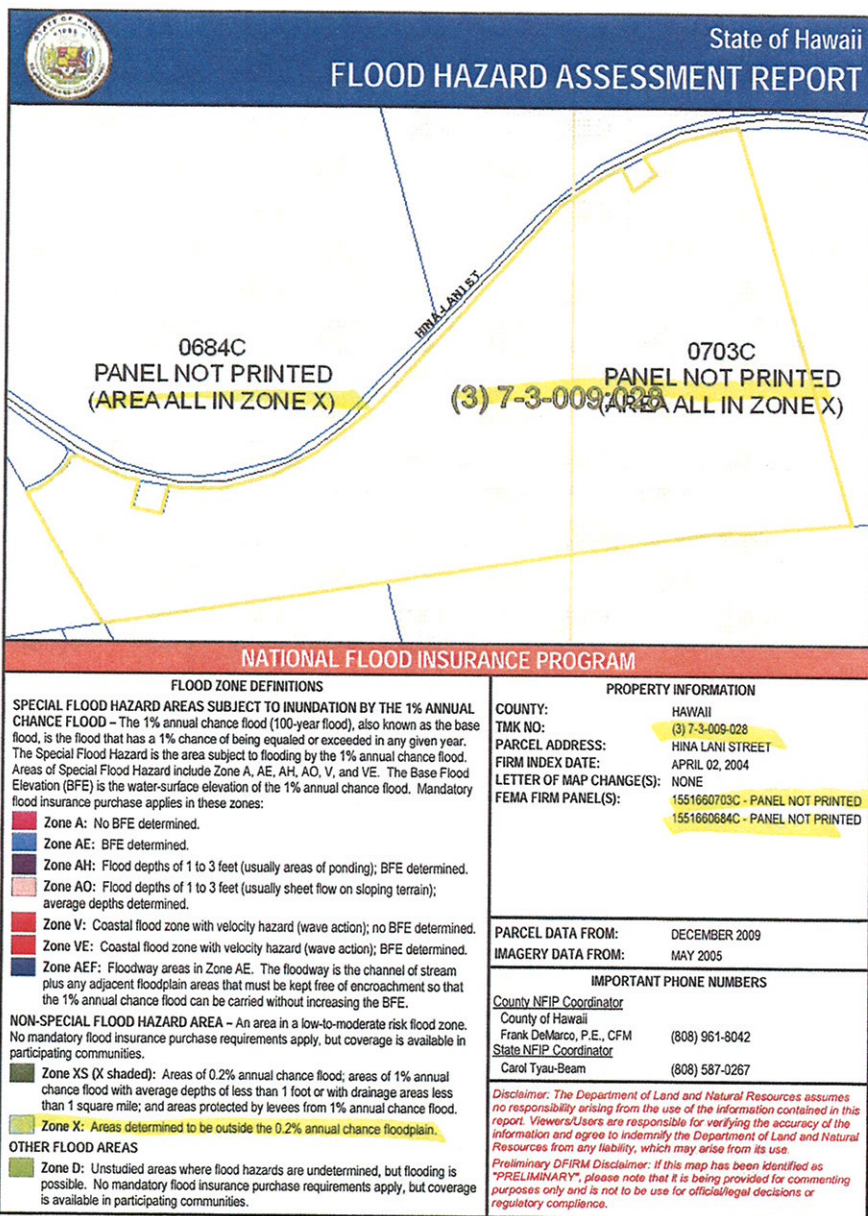 State of Hawaii
FLOOD HAZARD ASSESSMENT REPORT
HINA-LANI ST
0684C
PANEL NOT PRINTED
(AREA ALL IN ZONE X)
0703C
PANEL NOT PRINTED
(AREA ALL IN ZONE X)
(3) 7-3-009-028
NATIONAL FLOOD INSURANCE PROGRAM
FLOOD ZONE DEFINITIONS
SPECIAL FLOOD HAZARD AREAS SUBJECT TO INUNDATION BY THE 1% ANNUAL
CHANCE FLOOD – The 1% annual chance flood (100-year flood), also known as the base
flood, is the flood that has a 1% chance of being equaled or exceeded in any given year.
The Special Flood Hazard is the area subject to flooding by the 1% annual chance flood.
Areas of Special Flood Hazard include Zone A, AE, AH, AO, V, and VE. The Base Flood
Elevation (BFE) is the water-surface elevation of the 1% annual chance flood. Mandatory
flood insurance purchase applies in these zones:
Zone A: No BFE determined.
Zone AE: BFE determined.
Zone AH: Flood depths of 1 to 3 feet (usually areas of ponding); BFE determined.
Zone AO: Flood depths of 1 to 3 feet (usually sheet flow on sloping terrain);
average depths determined.
Zone V: Coastal flood zone with velocity hazard (wave action); no BFE determined.
Zone VE: Coastal flood zone with velocity hazard (wave action); BFE determined.
Zone AEF: Floodway areas in Zone AE. The floodway is the channel of stream
plus any adjacent floodplain areas that must be kept free of encroachment so that
the 1% annual chance flood can be carried without increasing the BFE.
NON-SPECIAL FLOOD HAZARD AREA – An area in a low-to-moderate risk flood zone.
No mandatory flood insurance purchase requirements apply, but coverage is available in
participating communities.
Zone XS (X shaded): Areas of 0.2% annual chance flood; areas of 1% annual
chance flood with average depths of less than 1 foot or with drainage areas less
than 1 square mile; and areas protected by levees from 1% annual chance flood.
Zone X: Areas determined to be outside the 0.2% annual chance floodplain.
OTHER FLOOD AREAS
Zone D: Unstudied areas where flood hazards are undetermined, but flooding is
possible. No mandatory flood insurance purchase requirements apply, but coverage
is available in participating communities.
PROPERTY INFORMATION
COUNTY: HAWAII
TMK NO: (3) 7-3-009-028
PARCEL ADDRESS: HINA LANI STREET
FIRM INDEX DATE: APRIL 02, 2004
LETTER OF MAP CHANGE(S): NONE
FEMA FIRM PANEL(S): 1551660703C - PANEL NOT PRINTED
1551660684C - PANEL NOT PRINTED
PARCEL DATA FROM: DECEMBER 2009
IMAGERY DATA FROM: MAY 2005
IMPORTANT PHONE NUMBERS
County NFIP Coordinator
County of Hawaii
Frank DeMarco, P.E., CFM (808) 961-8042
State NFIP Coordinator
Carol Tyau-Beam (808) 587-0267
Disclaimer: The Department of Land and Natural Resources assumes
no responsibility arising from the use of the information contained in this
report. Viewers/Users are responsible for verifying the accuracy of the
information and agree to indemnify the Department of Land and Natural
Resources from any liability, which may arise from its use.
Preliminary DFIRM Disclaimer: If this map has been identified as
"PRELIMINARY", please note that it is being provided for commenting
purposes only and is not to be use for official/legal decisions or
regulatory compliance.